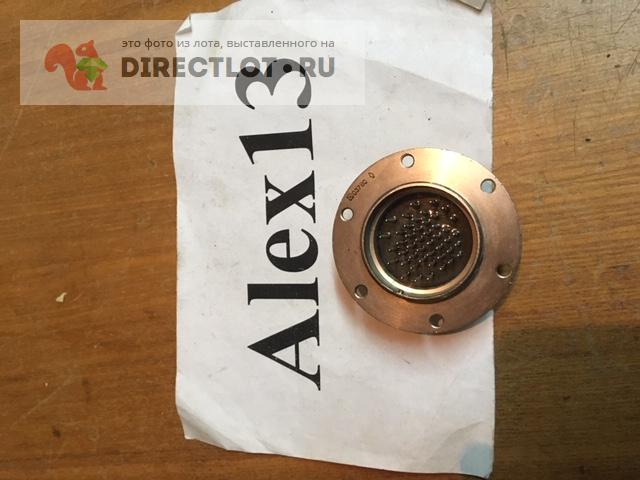 это фото из лота, выставленного на
DIRECTLOT.RU
Alex13